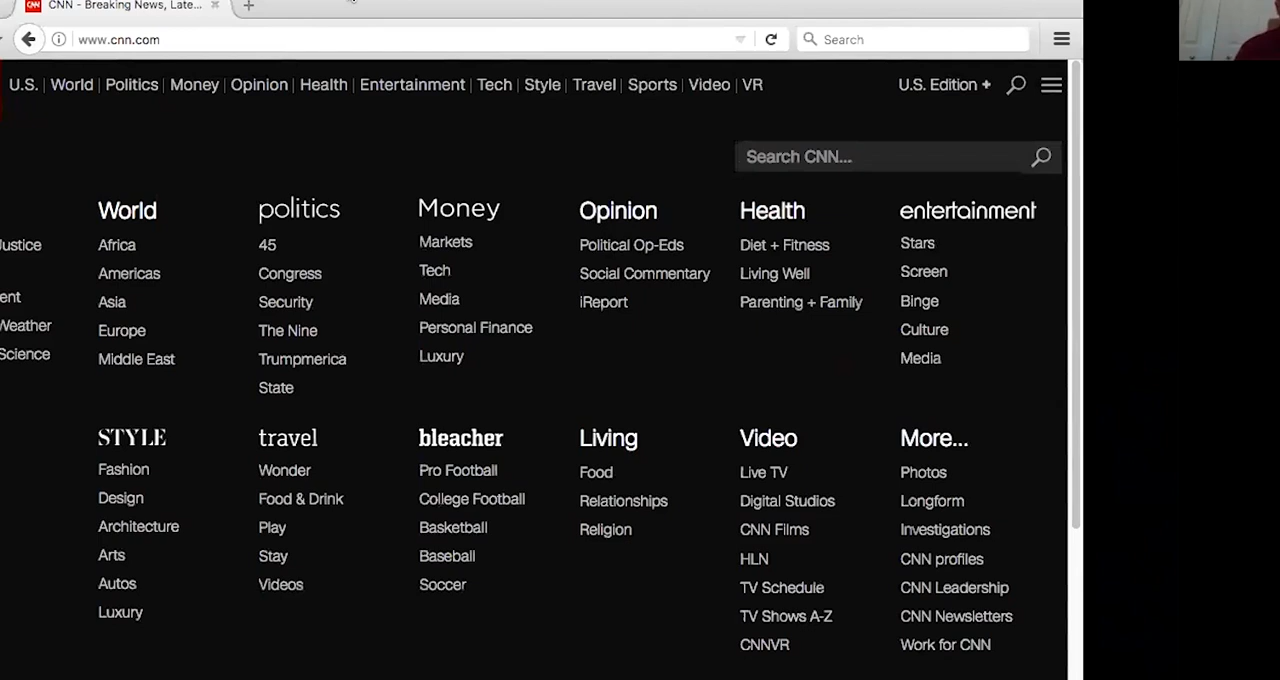 CNN - Breaking News, Late...
www.cnn.com
Search
U.S. World Politics Money Opinion Health Entertainment Tech Style Travel Sports Video VR
U.S. Edition +
Search CNN...
World
Africa
Americas
Asia
Europe
Middle East
politics
45
Congress
Security
The Nine
Trumpmerica
State
Money
Markets
Tech
Media
Personal Finance
Luxury
Opinion
Political Op-Eds
Social Commentary
iReport
Health
Diet + Fitness
Living Well
Parenting + Family
entertainment
Stars
Screen
Binge
Culture
Media
ustice
ent
Weather
Science
STYLE
Fashion
Design
Architecture
Arts
Autos
Luxury
travel
Wonder
Food & Drink
Play
Stay
Videos
bleacher
Pro Football
College Football
Basketball
Baseball
Soccer
Living
Food
Relationships
Religion
Video
Live TV
Digital Studios
CNN Films
HLN
TV Schedule
TV Shows A-Z
CNNVR
More...
Photos
Longform
Investigations
CNN profiles
CNN Leadership
CNN Newsletters
Work for CNN